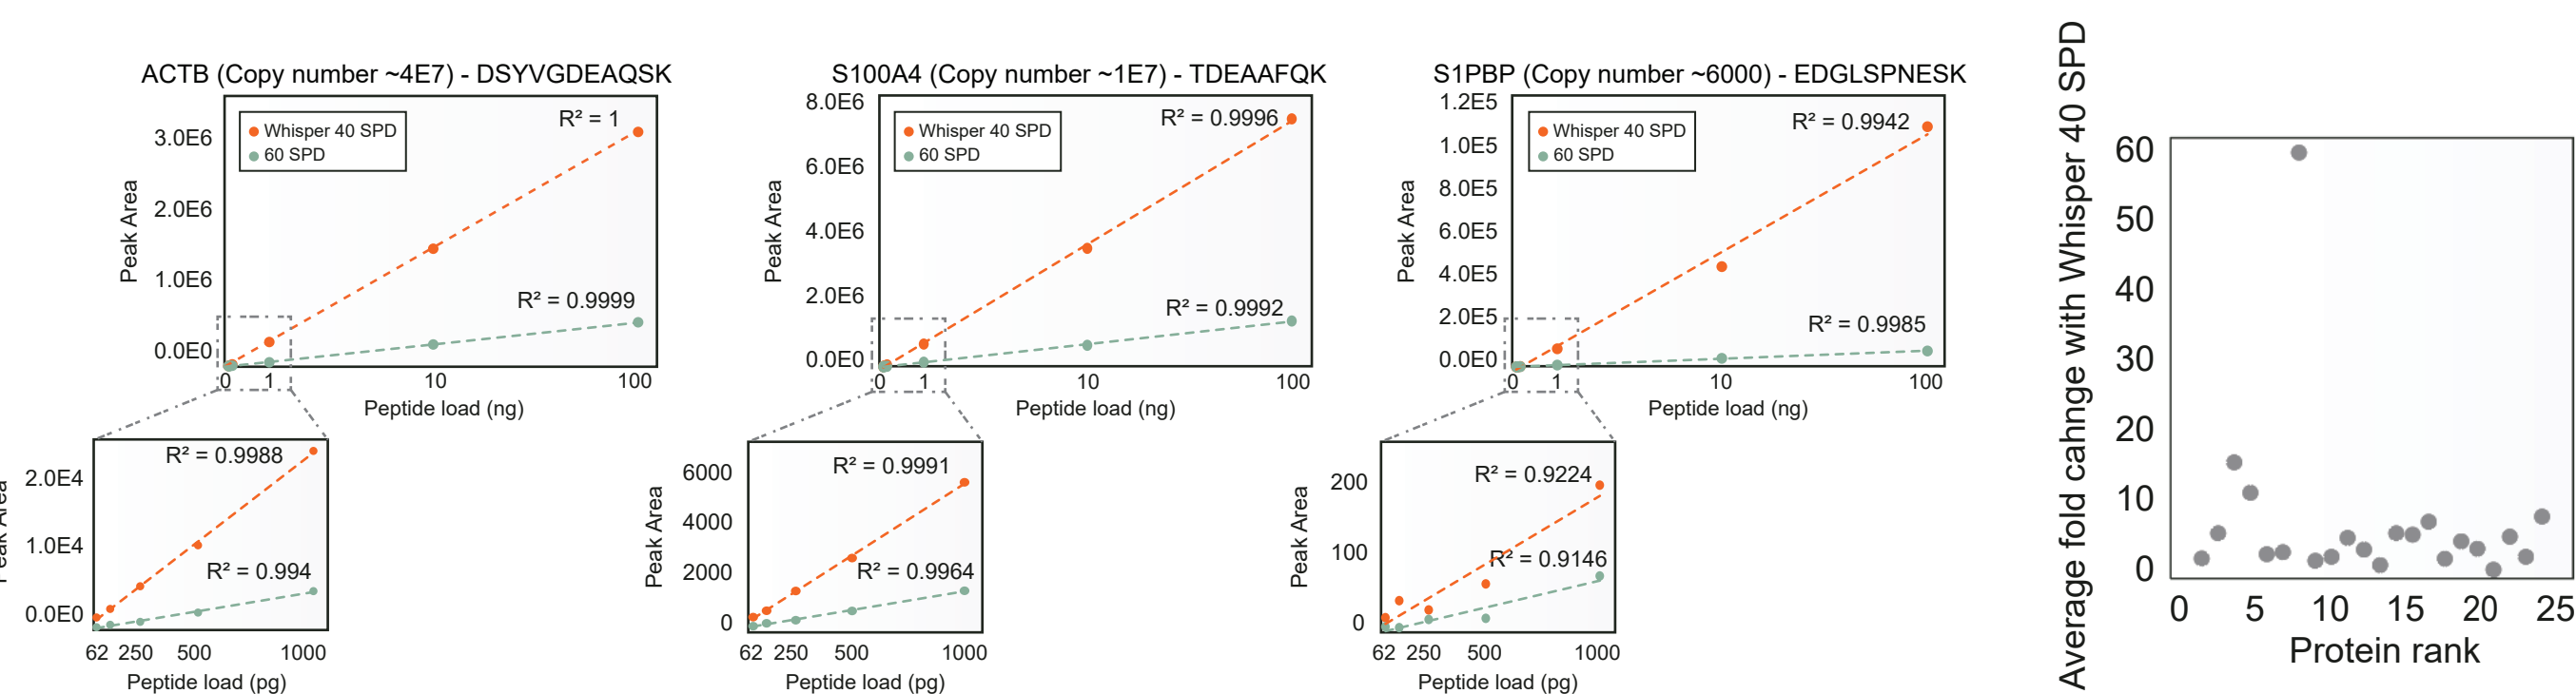 ACTB (Copy number ~4E7) - DSYVGDEAQSK
Peak Area
3.0E6
2.0E6
1.0E6
0.0E0
Whisper 40 SPD
60 SPD
R² = 1
R² = 0.9999
0 1 10 100
Peptide load (ng)
Peak Area
2.0E4
1.0E4
0.0E0
R² = 0.9988
R² = 0.994
62 250 500 1000
Peptide load (pg)
S100A4 (Copy number ~1E7) - TDEAAFQK
Peak Area
8.0E6
6.0E6
4.0E6
2.0E6
0.0E0
Whisper 40 SPD
60 SPD
R² = 0.9996
R² = 0.9992
0 1 10 100
Peptide load (ng)
Peak Area
6000
4000
2000
0
R² = 0.9991
R² = 0.9964
62 250 500 1000
Peptide load (pg)
S1PBP (Copy number ~6000) - EDGLSPNESK
Peak Area
1.2E5
1.0E5
8.0E5
6.0E5
4.0E5
2.0E5
0.0E0
Whisper 40 SPD
60 SPD
R² = 0.9942
R² = 0.9985
0 1 10 100
Peptide load (ng)
Peak Area
200
100
0
R² = 0.9224
R² = 0.9146
62 250 500 1000
Peptide load (pg)
Average fold cahnge with Whisper 40 SPD
60
50
40
30
20
10
0
0 5 10 15 20 25
Protein rank